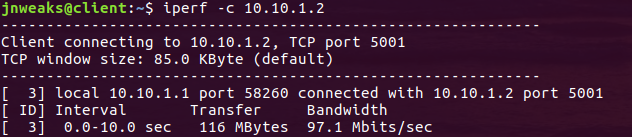 jnweaks@client:~$ iperf -c 10.10.1.2
------------------------------------------------------------
Client connecting to 10.10.1.2, TCP port 5001
TCP window size: 85.0 KByte (default)
------------------------------------------------------------
[  3] local 10.10.1.1 port 58260 connected with 10.10.1.2 port 5001
[ ID] Interval       Transfer     Bandwidth
[  3]  0.0-10.0 sec   116 MBytes  97.1 Mbits/sec